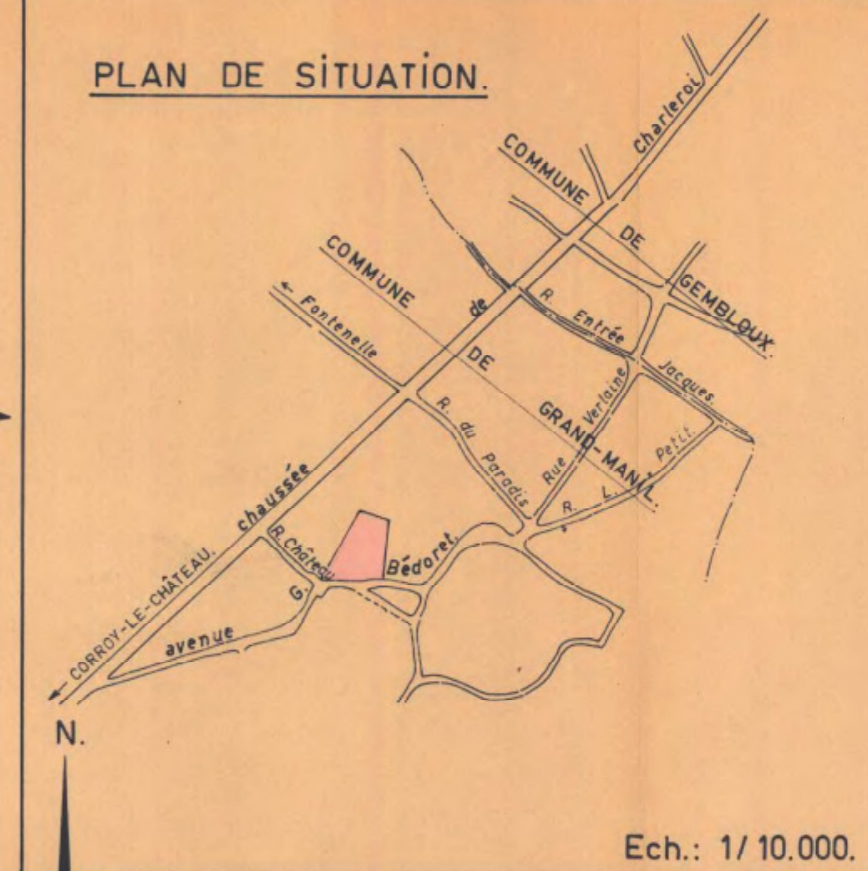 PLAN DE SITUATION.
chaussée de Charleroi
COMMUNE DE GEMBLOUX.
COMMUNE DE GRAND-MANIL.
Fontenelle
R. Entrée Jacques.
Rue Verlaine
R. du Paradis
R. L. Petit.
R. Château
avenue G. Bédoret.
CORROY-LE-CHÂTEAU.
N.
Ech.: 1/10.000.